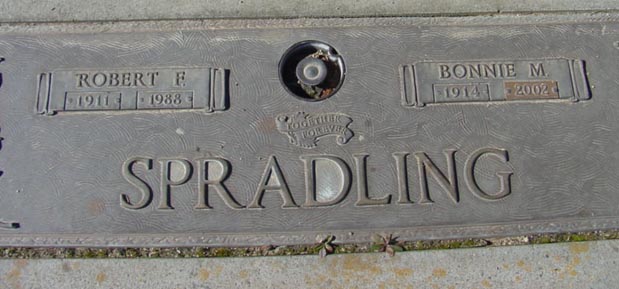 ROBERT F.
1911 1988
BONNIE M.
1914 2002
TOGETHER
FOREVER
SPRADLING